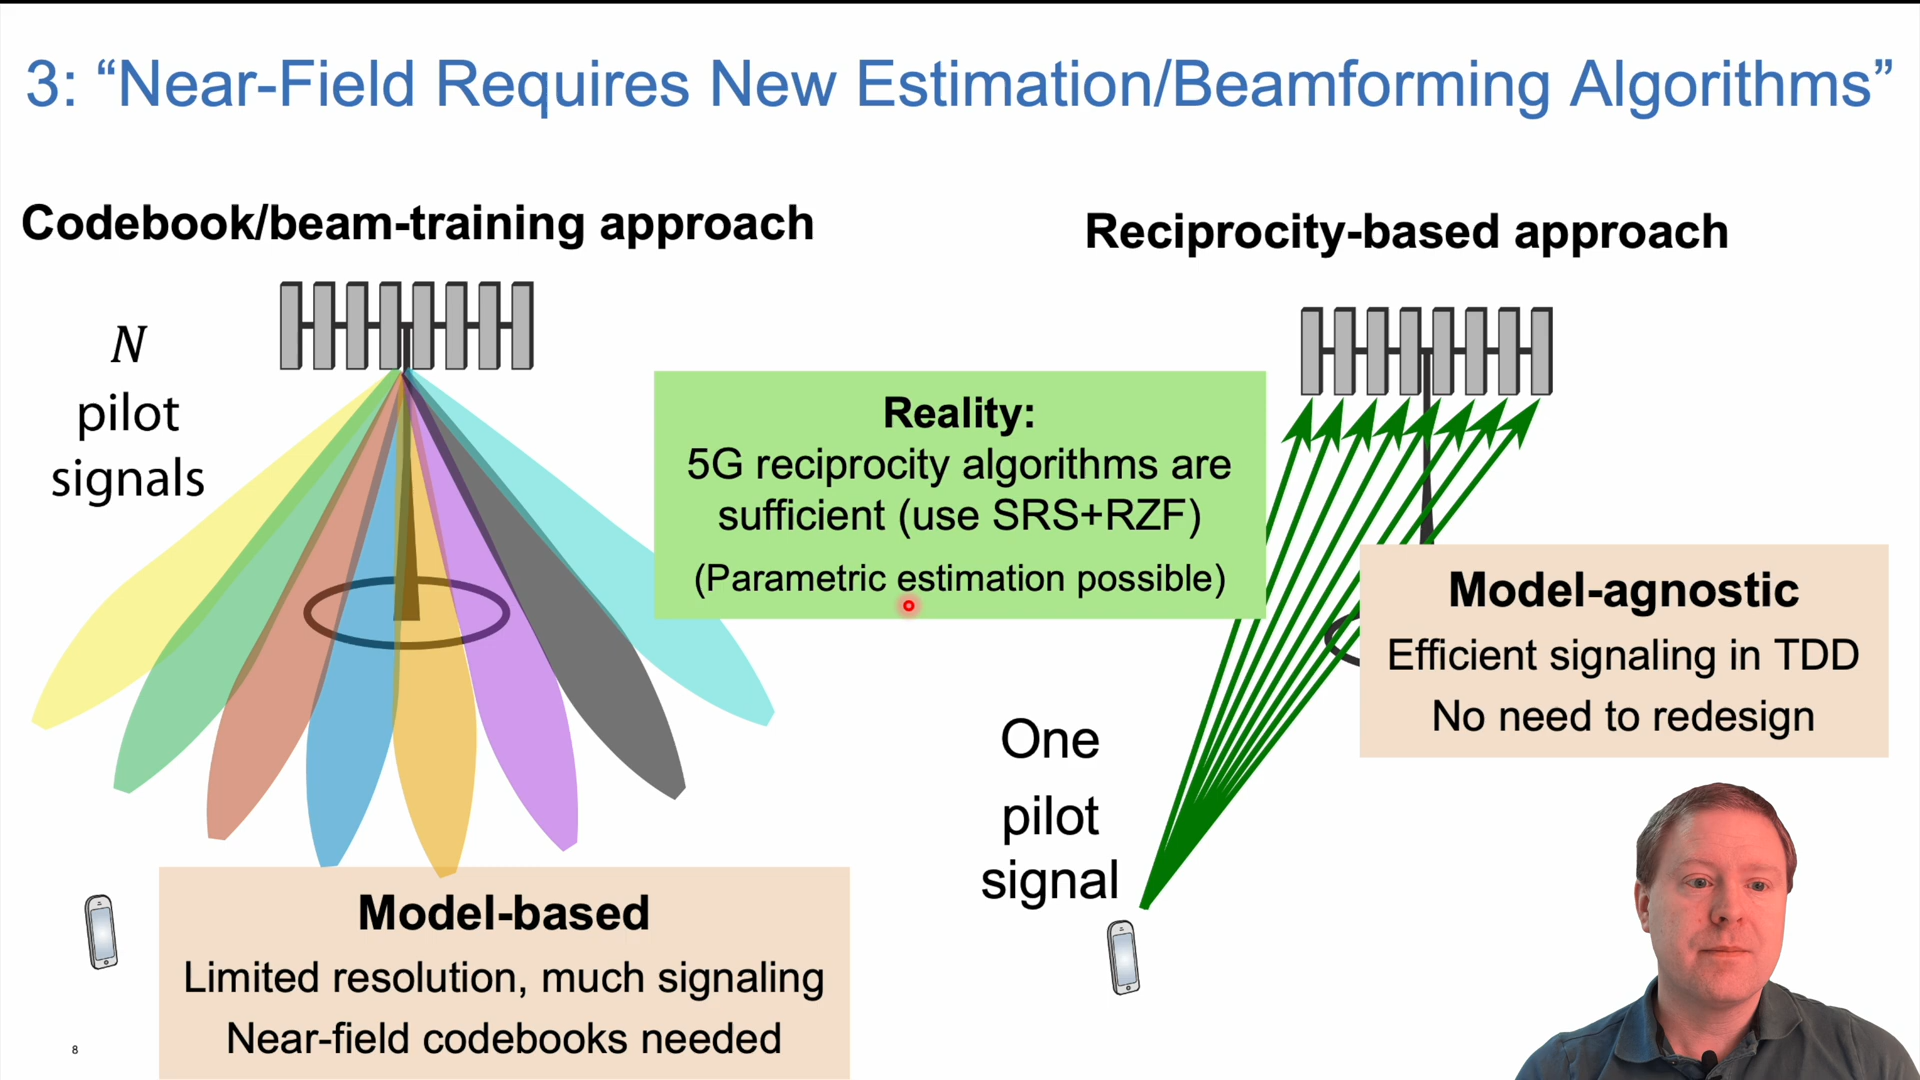 3: “Near-Field Requires New Estimation/Beamforming Algorithms”
Codebook/beam-training approach
N
pilot
signals
Model-based
Limited resolution, much signaling
Near-field codebooks needed
Reality:
5G reciprocity algorithms are
sufficient (use SRS+RZF)
(Parametric estimation possible)
Reciprocity-based approach
One
pilot
signal
Model-agnostic
Efficient signaling in TDD
No need to redesign
8